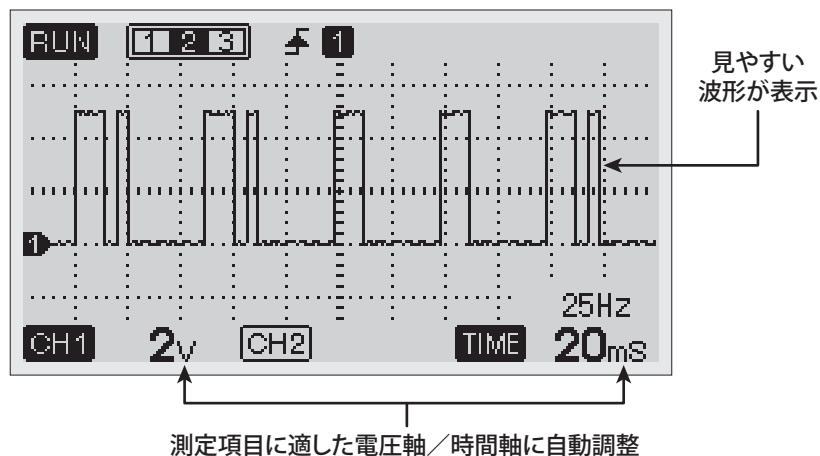 RUN 1 2 3 1
見やすい
波形が表示
1
25Hz
CH1 2V CH2 TIME 20mS
測定項目に適した電圧軸／時間軸に自動調整